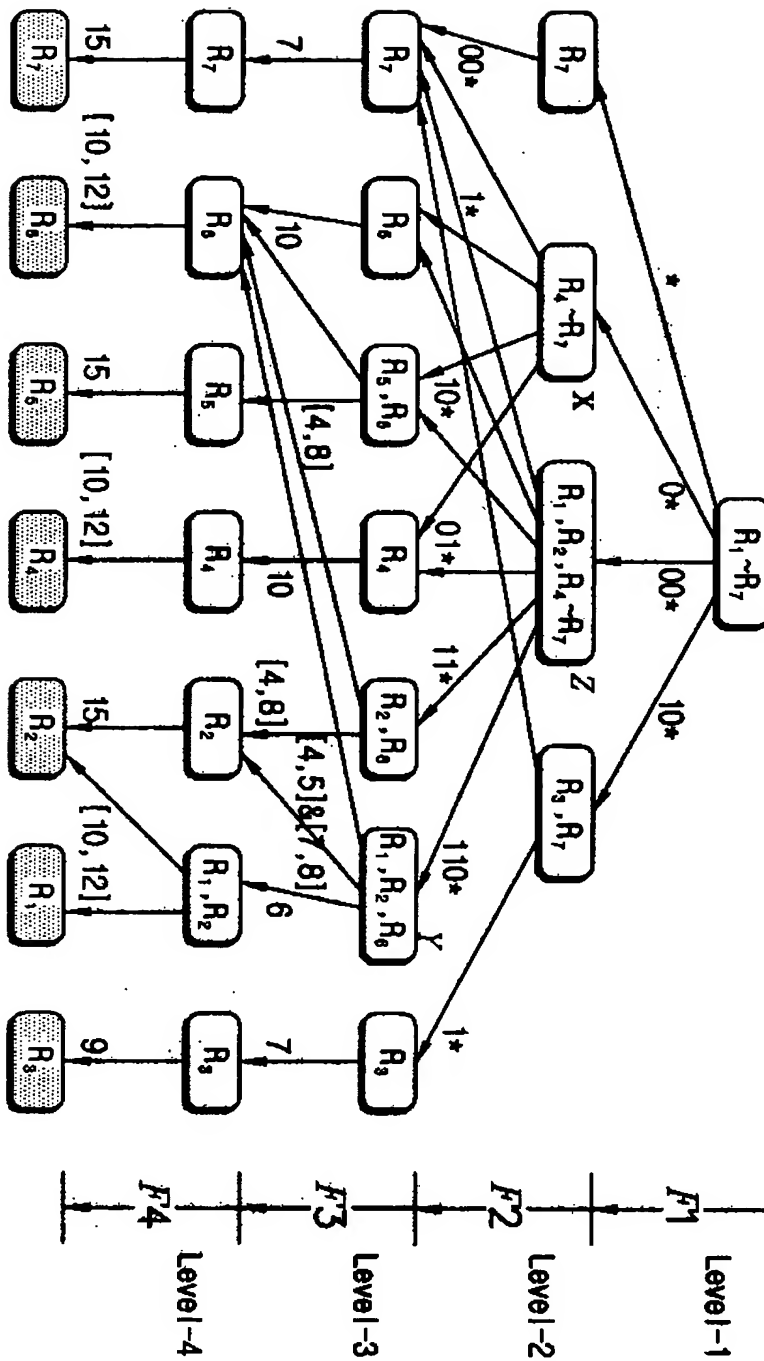 R₁~R₇
*
0*
00*
10*
R₇
R₄~R₇
X
R₁,R₂,R₄~R₇
Z
R₃,R₇
00*
1*
10*
01*
11*
110*
1*
R₇
R₆
R₅,R₆
R₄
R₂,R₆
R₁,R₂,R₆
Y
R₃
7
10
[4,8]
10
[4,8]
[4,5]&[7,8]
6
7
R₇
R₆
R₅
R₄
R₂
R₁,R₂
R₃
15
[10,12]
15
[10,12]
15
[10,12]
9
R₇
R₆
R₅
R₄
R₂
R₁
R₃
F1
F2
F3
F4
Level-1
Level-2
Level-3
Level-4